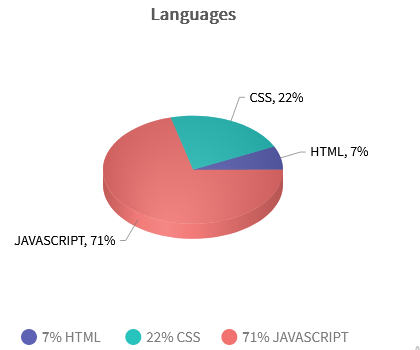 Languages
CSS, 22%
HTML, 7%
JAVASCRIPT, 71%
7% HTML 22% CSS 71% JAVASCRIPT